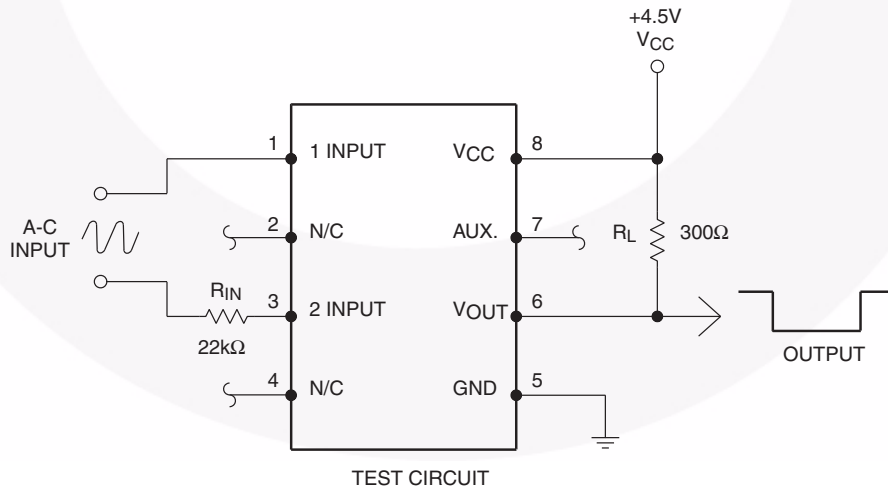 +4.5V
VCC
1
1 INPUT
VCC
8
A-C
INPUT
2
N/C
AUX.
7
RL
300Ω
RIN
3
2 INPUT
VOUT
6
22kΩ
OUTPUT
4
N/C
GND
5
TEST CIRCUIT